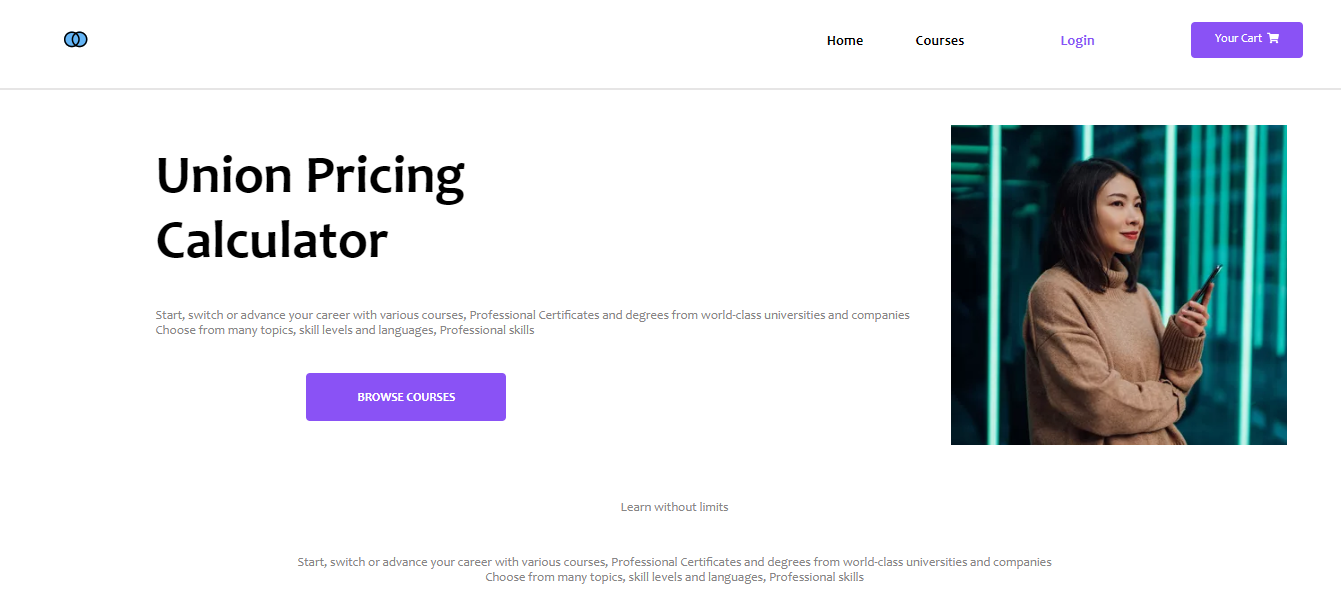 Home
Courses
Login
Your Cart
Union Pricing
Calculator
Start, switch or advance your career with various courses, Professional Certificates and degrees from world-class universities and companies
Choose from many topics, skill levels and languages, Professional skills
BROWSE COURSES
Learn without limits
Start, switch or advance your career with various courses, Professional Certificates and degrees from world-class universities and companies
Choose from many topics, skill levels and languages, Professional skills